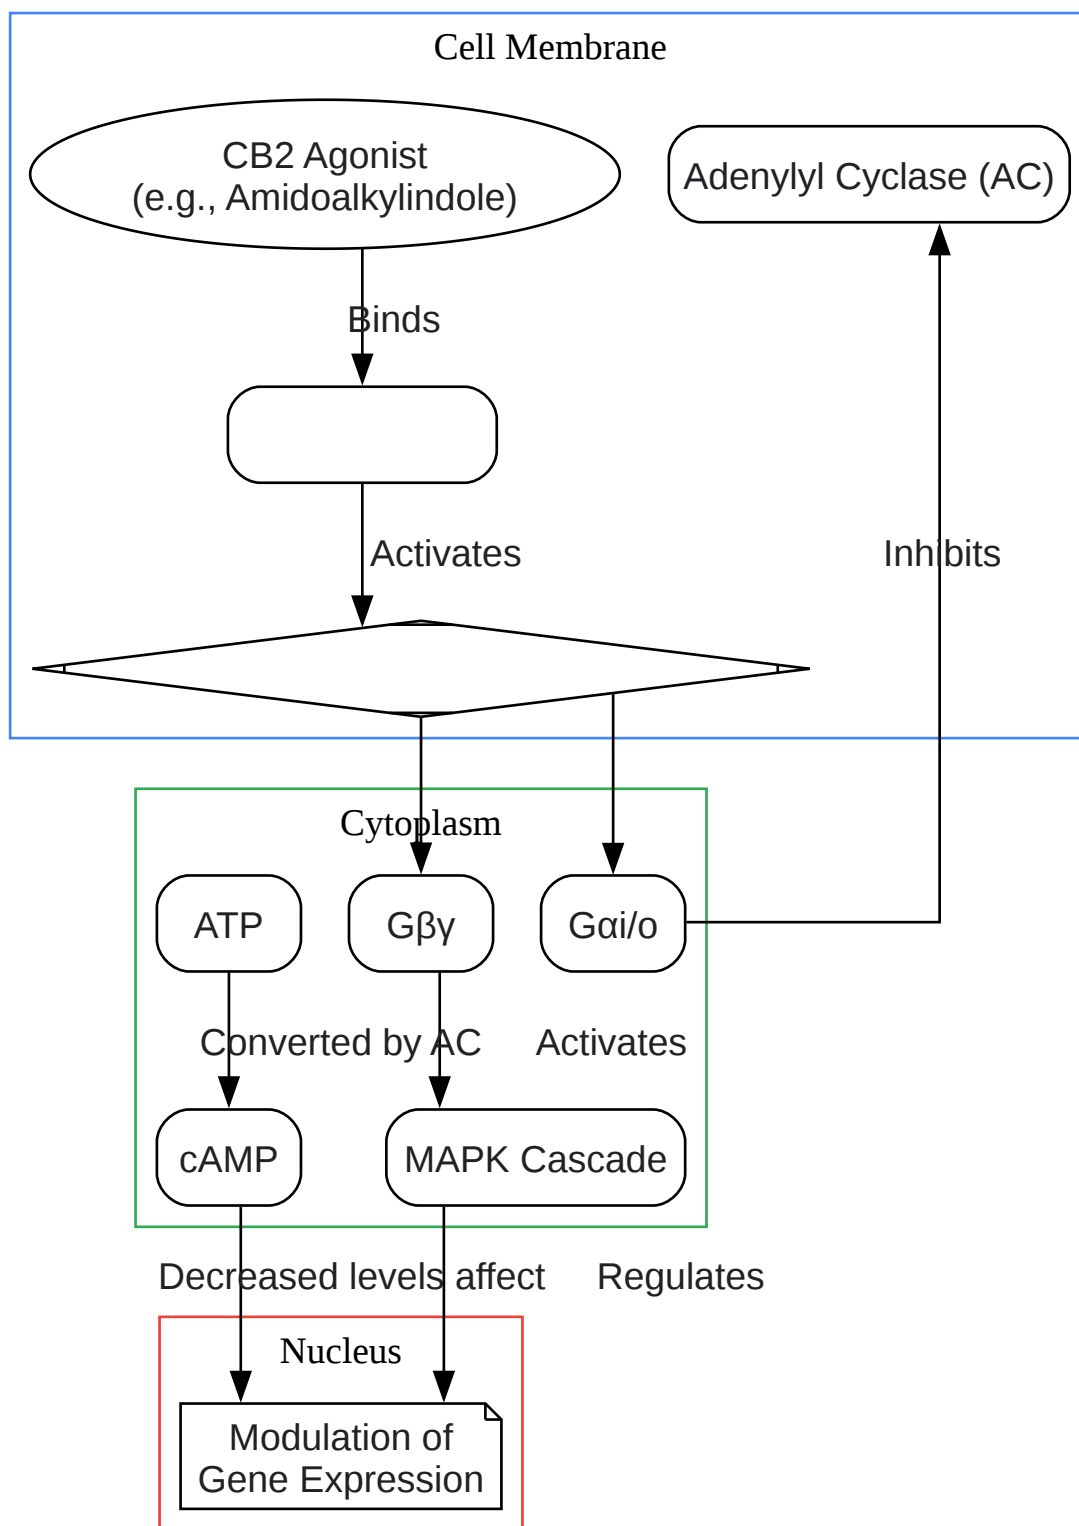 Cell Membrane
CB2 Agonist
(e.g., Amidoalkylindole)
Adenylyl Cyclase (AC)
Binds
Activates
Inhibits
Cytoplasm
ATP
Gβγ
Gαi/o
Converted by AC
Activates
cAMP
MAPK Cascade
Decreased levels affect
Regulates
Nucleus
Modulation of
Gene Expression